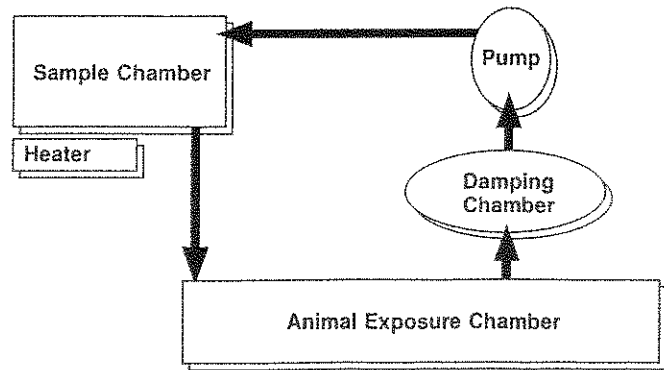 Pump
Sample Chamber
Heater
Damping
Chamber
Animal Exposure Chamber